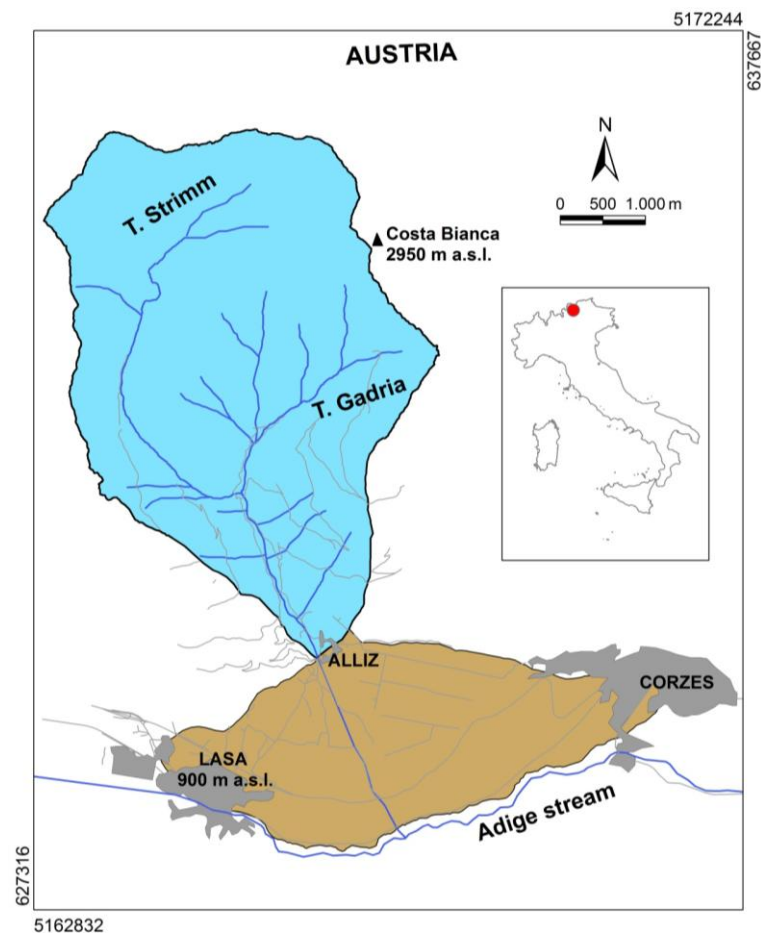 5172244
637667
AUSTRIA
N
0 500 1.000 m
T. Strimm
Costa Bianca
2950 m a.s.l.
T. Gadria
ALLIZ
CORZES
LASA
900 m a.s.l.
Adige stream
627316
5162832